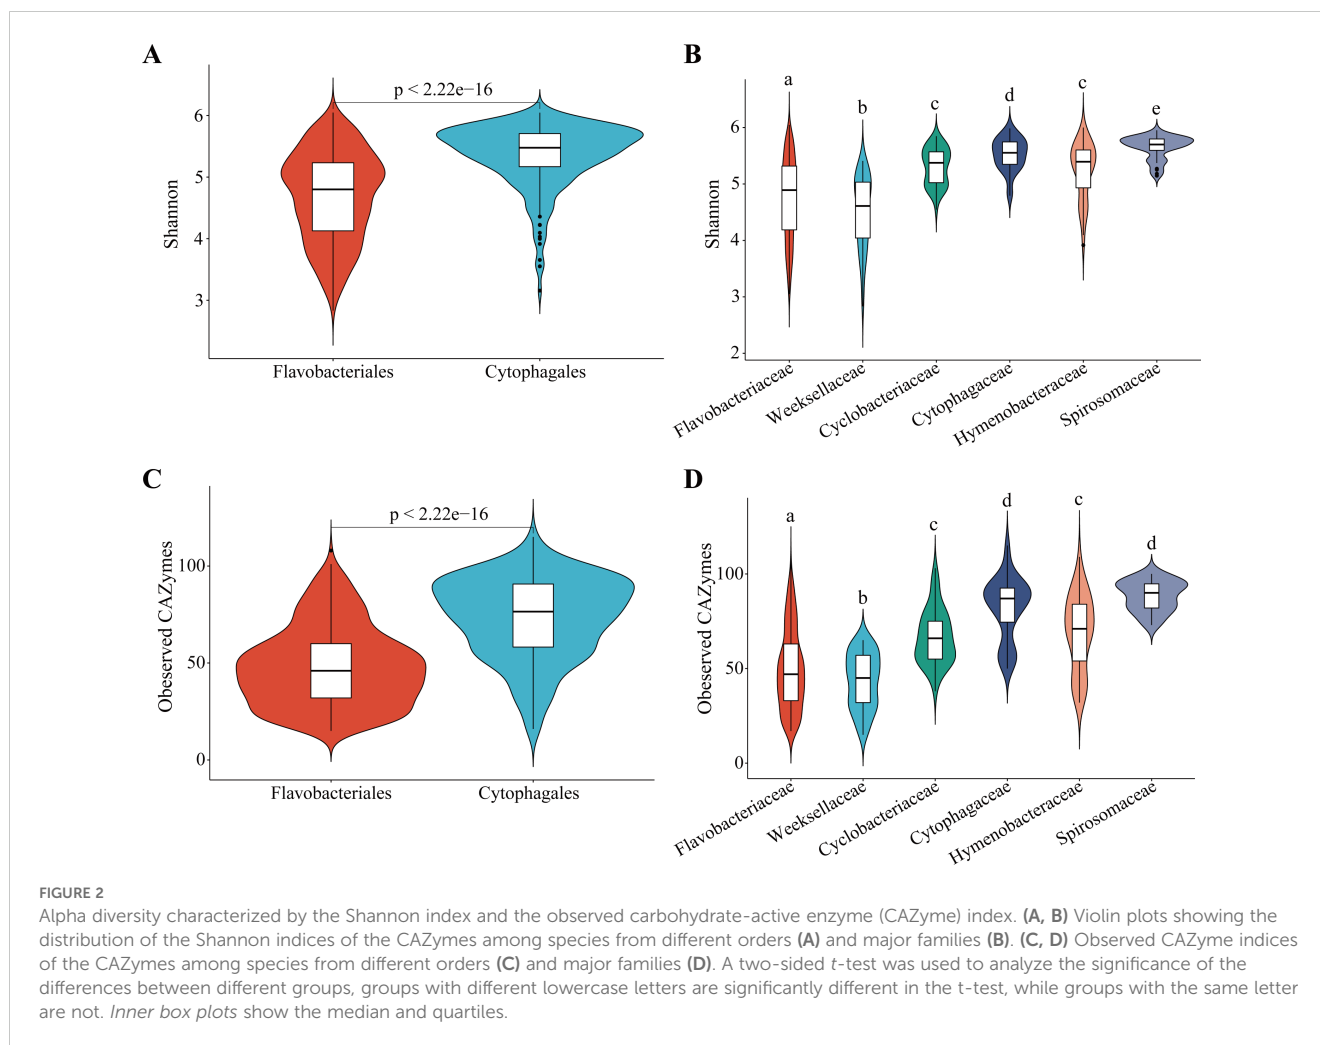 A
p < 2.22e−16
6
5
4
3
Shannon
Flavobacteriales
Cytophagales
B
a
b
c
d
c
e
6
5
4
3
2
Shannon
Flavobacteriaceae
Weeksellaceae
Cyclobacteriaceae
Cytophagaceae
Hymenobacteraceae
Spirosomaceae
C
p < 2.22e−16
100
50
0
Obeserved CAZymes
Flavobacteriales
Cytophagales
D
a
b
c
d
c
d
100
50
0
Obeserved CAZymes
Flavobacteriaceae
Weeksellaceae
Cyclobacteriaceae
Cytophagaceae
Hymenobacteraceae
Spirosomaceae
FIGURE 2
Alpha diversity characterized by the Shannon index and the observed carbohydrate-active enzyme (CAZyme) index. (A, B) Violin plots showing the
distribution of the Shannon indices of the CAZymes among species from different orders (A) and major families (B). (C, D) Observed CAZyme indices
of the CAZymes among species from different orders (C) and major families (D). A two-sided t-test was used to analyze the significance of the
differences between different groups, groups with different lowercase letters are significantly different in the t-test, while groups with the same letter
are not. Inner box plots show the median and quartiles.